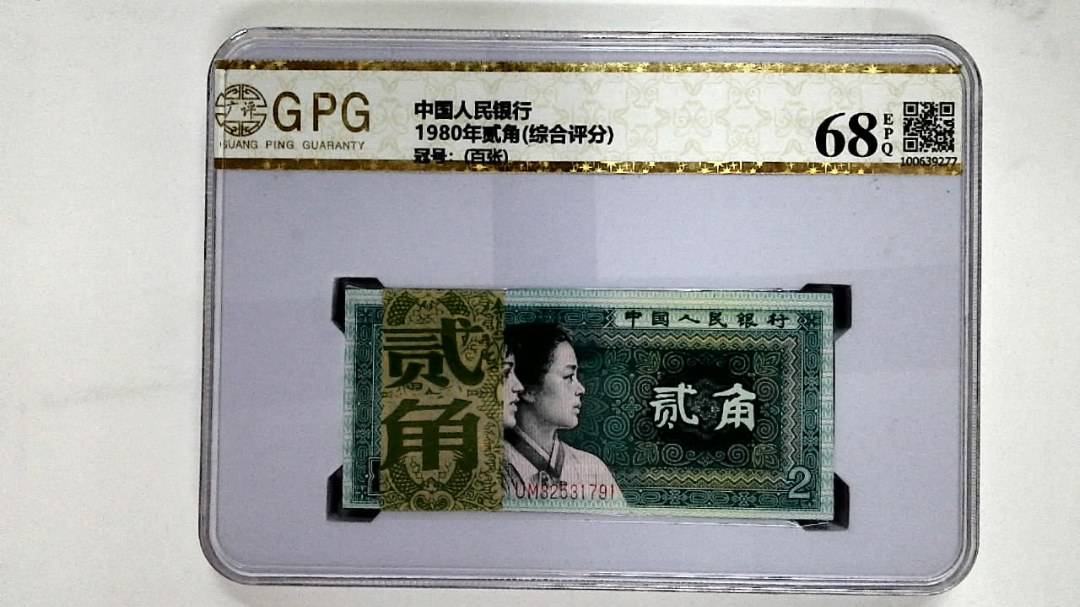 广评
GPG
GUANG PING GUARANTY
中国人民银行
1980年贰角(综合评分)
冠号：(百张)
68
EPQ
100639277
贰
角
中国人民银行
贰角
UM32531791
2